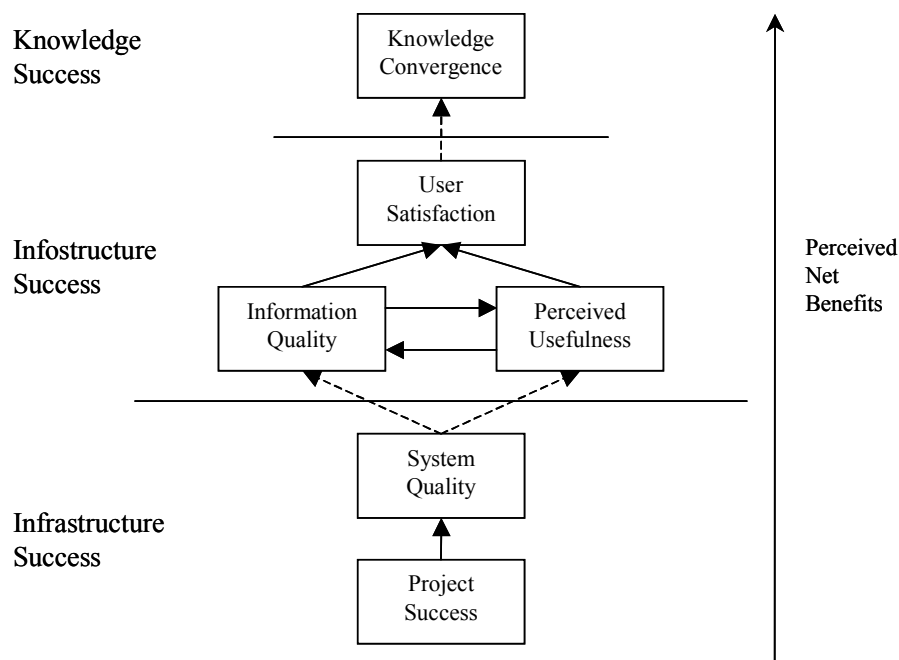 Knowledge
Success
Knowledge
Convergence
User
Satisfaction
Infostructure
Success
Information
Quality
Perceived
Usefulness
Perceived
Net
Benefits
System
Quality
Infrastructure
Success
Project
Success